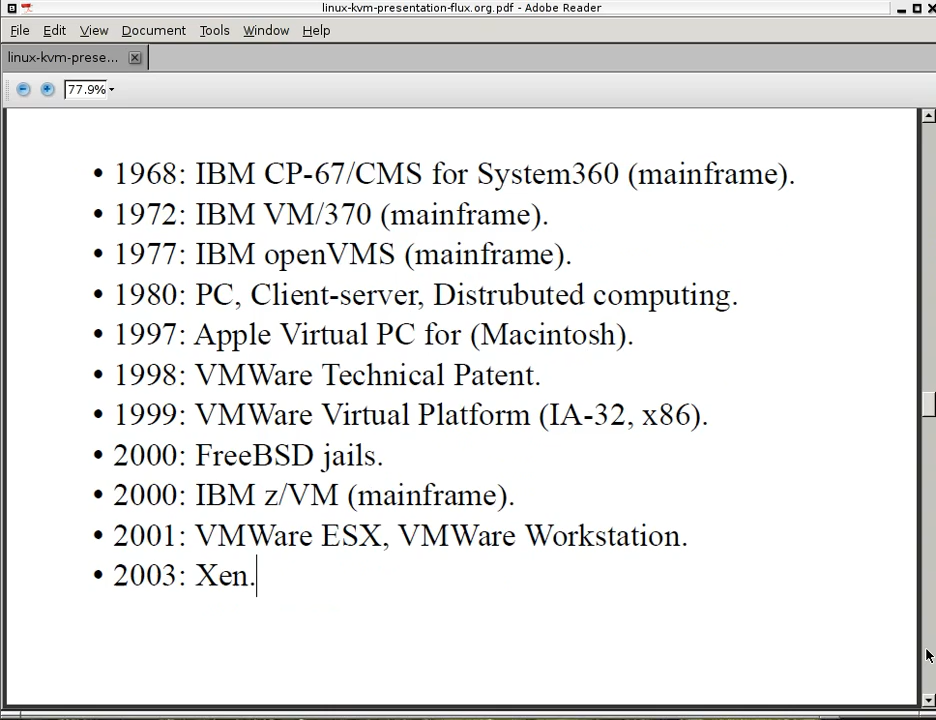 linux-kvm-presentation-flux.org.pdf - Adobe Reader
File Edit View Document Tools Window Help
linux-kvm-prese...
77.9%
• 1968: IBM CP-67/CMS for System360 (mainframe).
• 1972: IBM VM/370 (mainframe).
• 1977: IBM openVMS (mainframe).
• 1980: PC, Client-server, Distrubuted computing.
• 1997: Apple Virtual PC for (Macintosh).
• 1998: VMWare Technical Patent.
• 1999: VMWare Virtual Platform (IA-32, x86).
• 2000: FreeBSD jails.
• 2000: IBM z/VM (mainframe).
• 2001: VMWare ESX, VMWare Workstation.
• 2003: Xen.